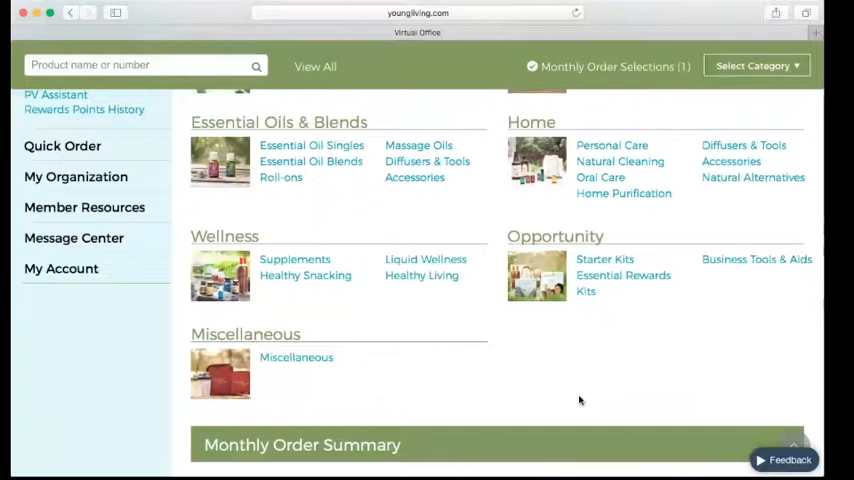 youngliving.com
Virtual Office
Product name or number
View All
Monthly Order Selections (1)
Select Category
PV Assistant
Rewards Points History
Quick Order
My Organization
Member Resources
Message Center
My Account
Essential Oils & Blends
Essential Oil Singles
Essential Oil Blends
Roll-ons
Massage Oils
Diffusers & Tools
Accessories
Home
Personal Care
Natural Cleaning
Oral Care
Home Purification
Diffusers & Tools
Accessories
Natural Alternatives
Wellness
Supplements
Healthy Snacking
Liquid Wellness
Healthy Living
Opportunity
Starter Kits
Essential Rewards
Kits
Business Tools & Aids
Miscellaneous
Miscellaneous
Monthly Order Summary
Feedback